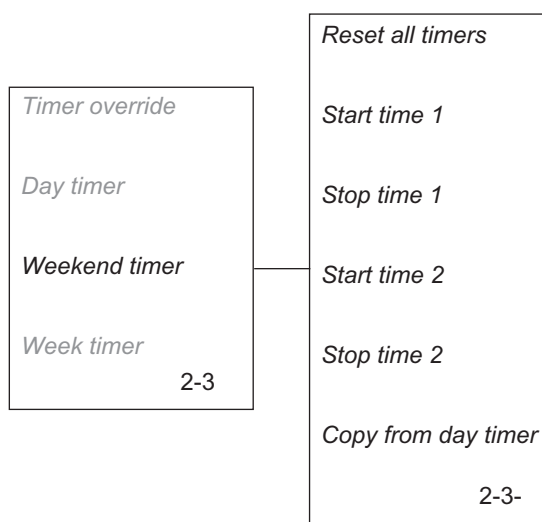 Timer override
Day timer
Weekend timer
Week timer
2-3
Reset all timers
Start time 1
Stop time 1
Start time 2
Stop time 2
Copy from day timer
2-3-